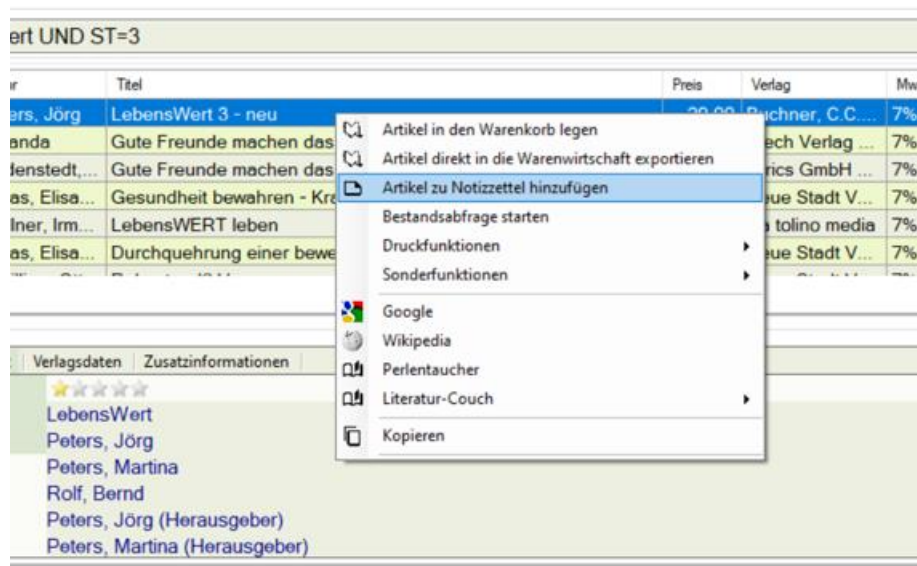 ert UND ST=3
Titel Preis Verlag Mw
ers, Jörg LebensWert 3 - neu Buchner, C.C.... 7%
anda Gute Freunde machen das ech Verlag ... 7%
denstedt,... Gute Freunde machen das rics GmbH ... 7%
as, Elisa... Gesundheit bewahren - Kra eue Stadt V... 7%
lner, Irm... LebensWERT leben tolino media 7%
as, Elisa... Durchquehrung einer bewe eue Stadt V... 7%
Artikel in den Warenkorb legen
Artikel direkt in die Warenwirtschaft exportieren
Artikel zu Notizzettel hinzufügen
Bestandsabfrage starten
Druckfunktionen
Sonderfunktionen
Google
Wikipedia
Perlentaucher
Literatur-Couch
Kopieren
Verlagsdaten Zusatzinformationen
LebensWert
Peters, Jörg
Peters, Martina
Rolf, Bernd
Peters, Jörg (Herausgeber)
Peters, Martina (Herausgeber)